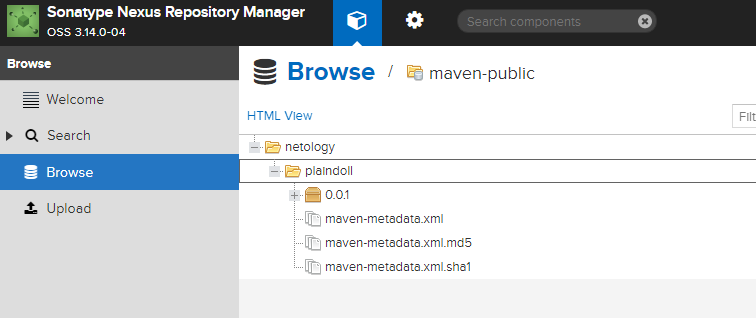 Sonatype Nexus Repository Manager
OSS 3.14.0-04
Search components
Browse
Welcome
Search
Browse
Upload
Browse / maven-public
HTML View
Filt
netology
plaindoll
0.0.1
maven-metadata.xml
maven-metadata.xml.md5
maven-metadata.xml.sha1